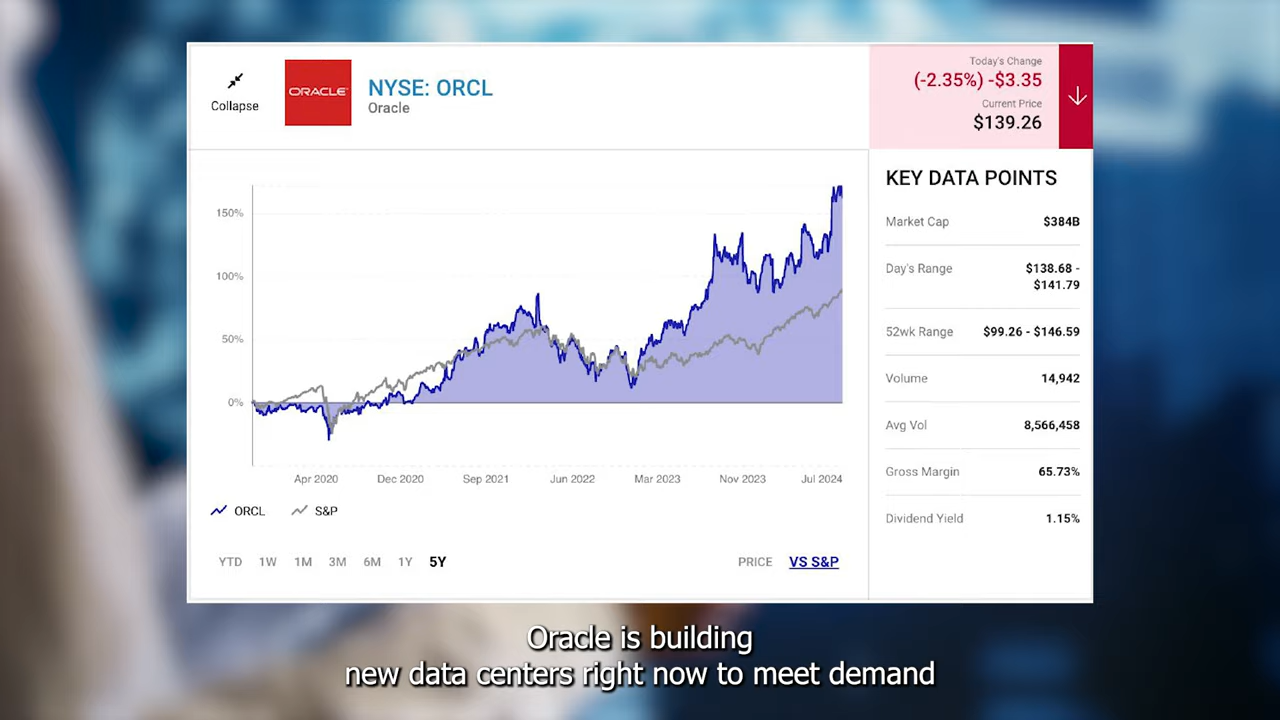 Collapse
ORACLE
NYSE: ORCL
Oracle
Today's Change
(-2.35%) -$3.35
Current Price
$139.26
150%
100%
50%
0%
Apr 2020 Dec 2020 Sep 2021 Jun 2022 Mar 2023 Nov 2023 Jul 2024
ORCL S&P
YTD 1W 1M 3M 6M 1Y 5Y PRICE VS S&P
KEY DATA POINTS
Market Cap $384B
Day's Range $138.68 -
$141.79
52wk Range $99.26 - $146.59
Volume 14,942
Avg Vol 8,566,458
Gross Margin 65.73%
Dividend Yield 1.15%
Oracle is building
new data centers right now to meet demand